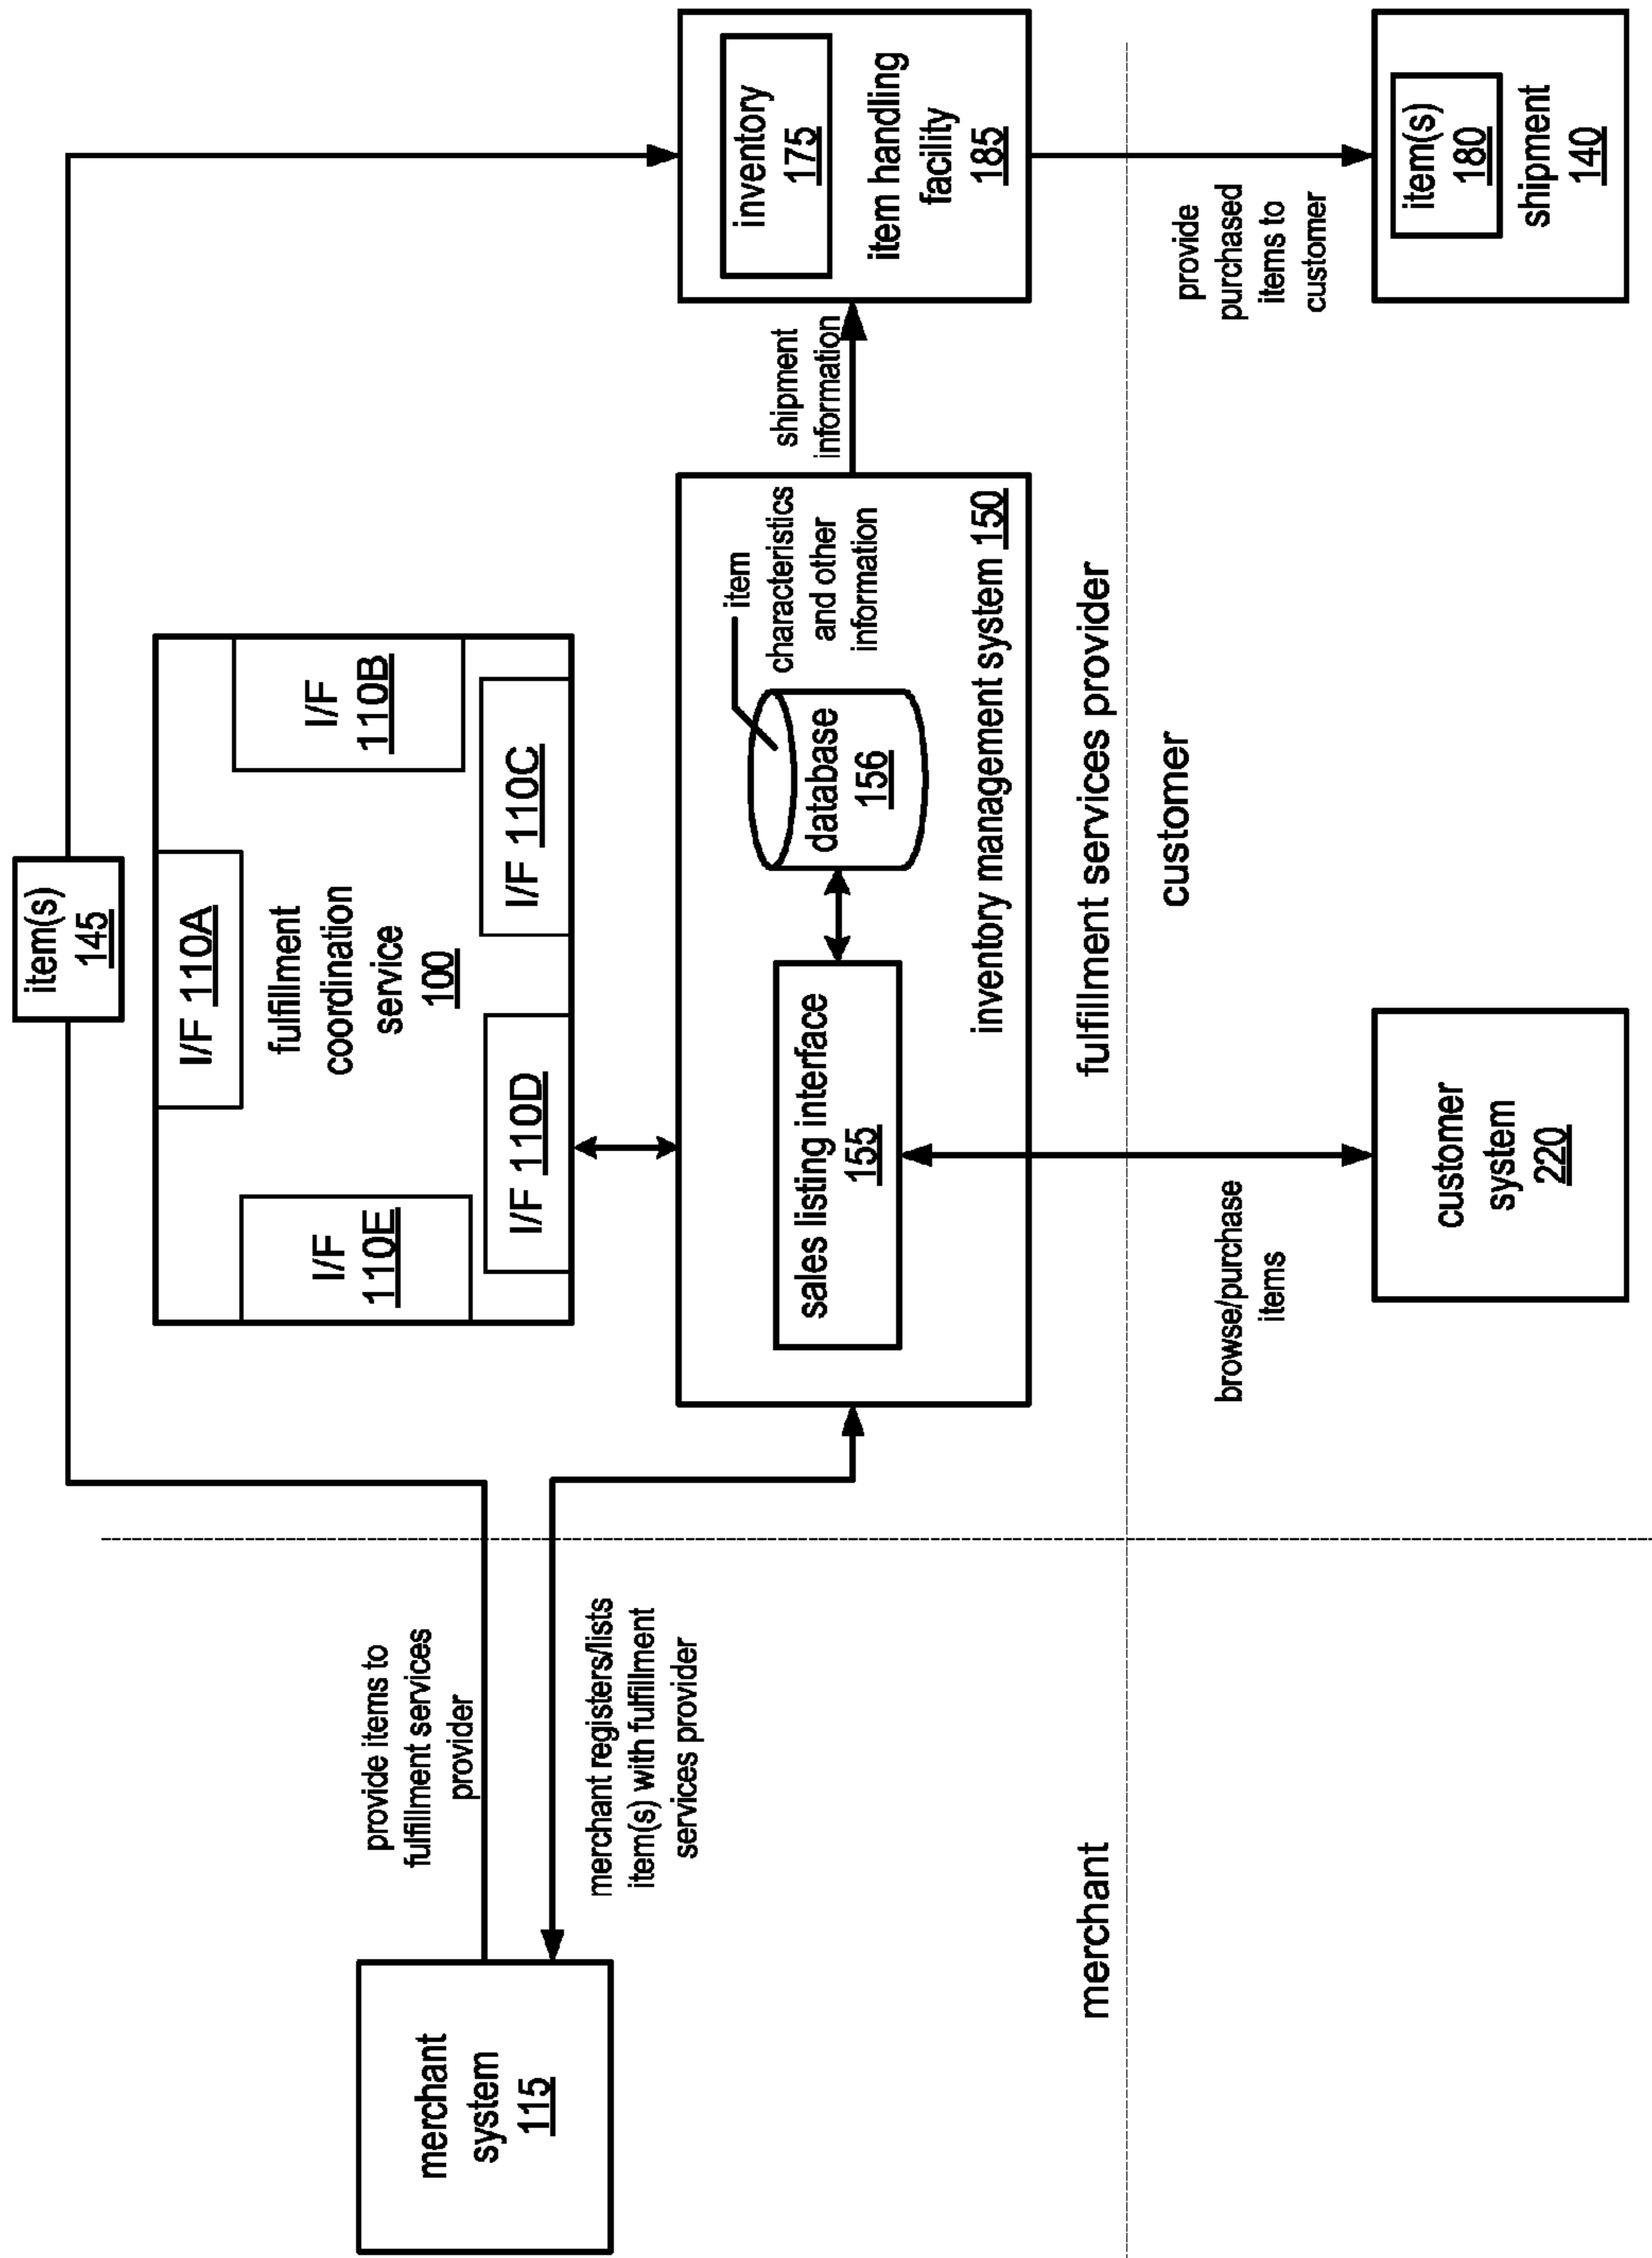 merchant
system
115
provide items to
fulfillment services
provider
merchant registers/lists
item(s) with fulfillment
services provider
merchant
item(s)
145
I/F 110A
fulfillment
coordination
service
100
I/F
110E
I/F 110D
I/F
110B
I/F 110C
sales listing interface
155
database
156
item
characteristics
and other
information
inventory management system 150
fulfillment services provider
shipment
information
inventory
175
item handling
facility
185
customer
browse/purchase
items
customer
system
220
provide
purchased
items to
customer
item(s)
180
shipment
140